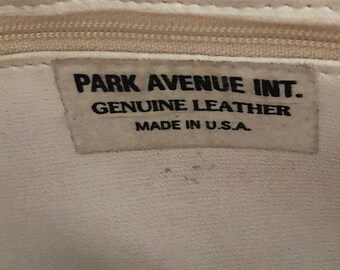 PARK AVENUE INT.
GENUINE LEATHER
MADE IN U.S.A.